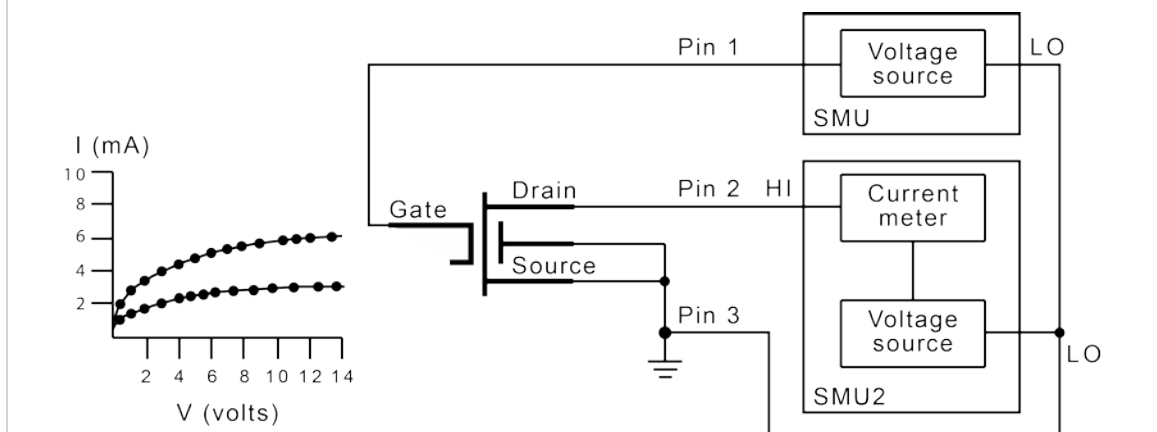 Pin 1
LO
Voltage
source
SMU
I (mA)
10
8
6
4
2
2 4 6 8 10 12 14
V (volts)
Gate
Drain
Source
Pin 2 HI
Current
meter
Pin 3
Voltage
source
LO
SMU2